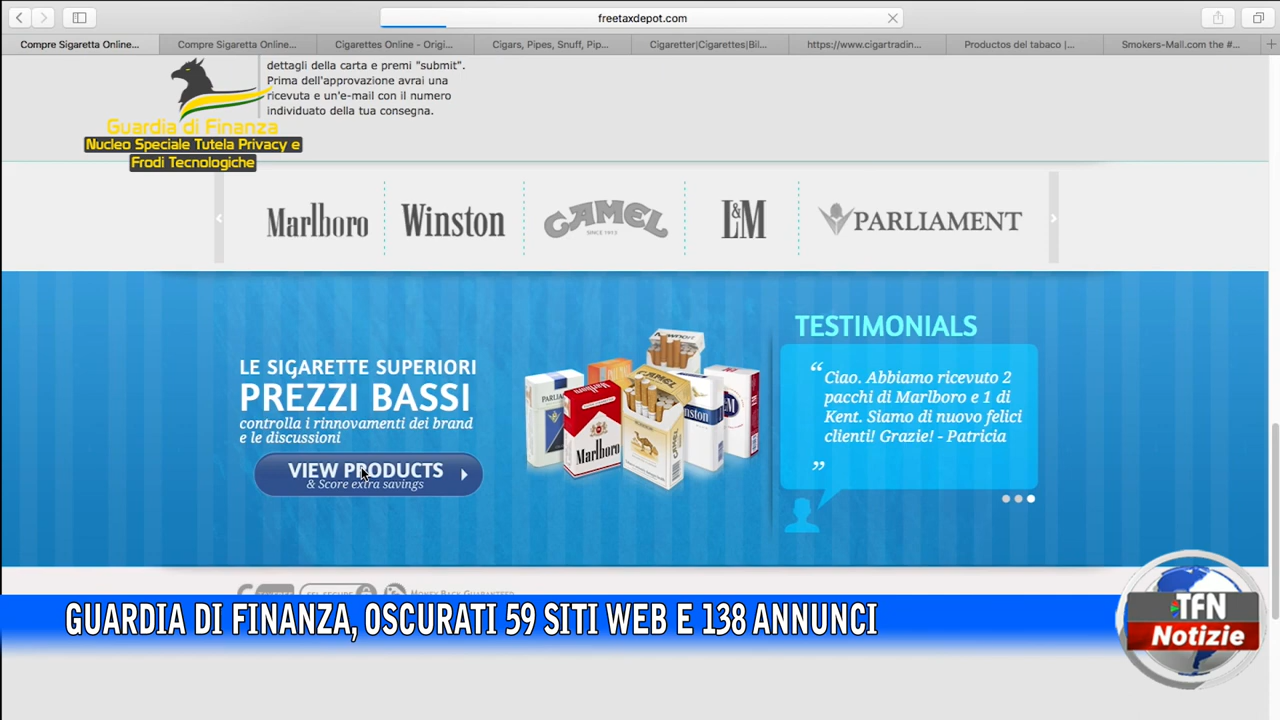 freetaxdepot.com
Compre Sigaretta Online...
Compre Sigaretta Online...
Cigarettes Online - Origi...
Cigars, Pipes, Snuff, Pip...
Cigaretter|Cigarettes|Bil...
https://www.cigartradin...
Productos del tabaco |...
Smokers-Mall.com the #...
dettagli della carta e premi "submit".
Prima dell'approvazione avrai una
ricevuta e un'e-mail con il numero
individuato della tua consegna.
Guardia di Finanza
Nucleo Speciale Tutela Privacy e
Frodi Tecnologiche
Marlboro
Winston
CAMEL
SINCE 1913
L&M
PARLIAMENT
LE SIGARETTE SUPERIORI
PREZZI BASSI
controlla i rinnovamenti dei brand
e le discussioni
VIEW PRODUCTS
& Score extra savings
Marlboro
CAMEL
TESTIMONIALS
“ Ciao. Abbiamo ricevuto 2
pacchi di Marlboro e 1 di
Kent. Siamo di nuovo felici
clienti! Grazie! - Patricia
”
GUARDIA DI FINANZA, OSCURATI 59 SITI WEB E 138 ANNUNCI
TFN
Notizie